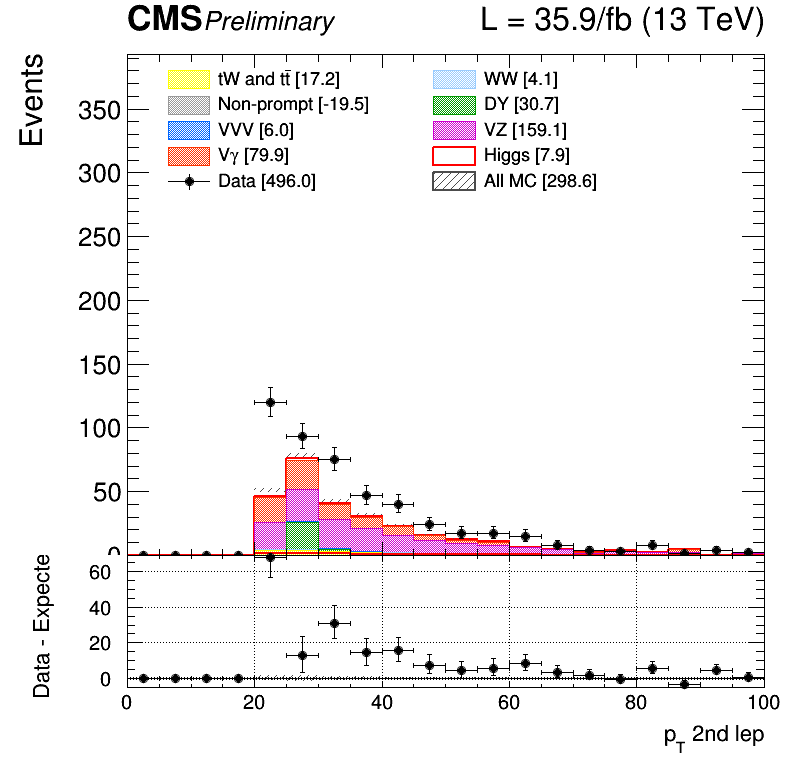 CMS Preliminary L = 35.9/fb (13 TeV)
Events
tW and tt̄ [17.2]
Non-prompt [-19.5]
VVV [6.0]
Vγ [79.9]
Data [496.0]
WW [4.1]
DY [30.7]
VZ [159.1]
Higgs [7.9]
All MC [298.6]
350
300
250
200
150
100
50
0
Data - Expecte
60
40
20
0
0 20 40 60 80 100
p_T 2nd lep